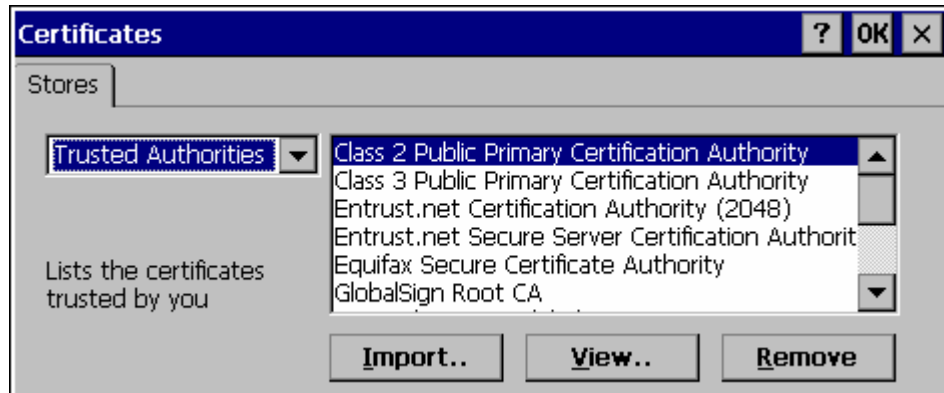 Certificates ? OK ×
Stores
Trusted Authorities
Class 2 Public Primary Certification Authority
Class 3 Public Primary Certification Authority
Entrust.net Certification Authority (2048)
Entrust.net Secure Server Certification Authorit
Equifax Secure Certificate Authority
GlobalSign Root CA
Lists the certificates
trusted by you
Import.. View.. Remove